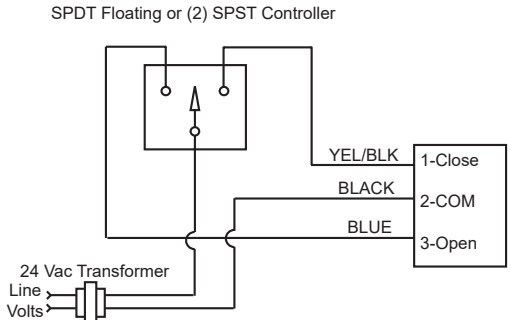 SPDT Floating or (2) SPST Controller
YEL/BLK
1-Close
BLACK
2-COM
BLUE
3-Open
24 Vac Transformer
Line
Volts